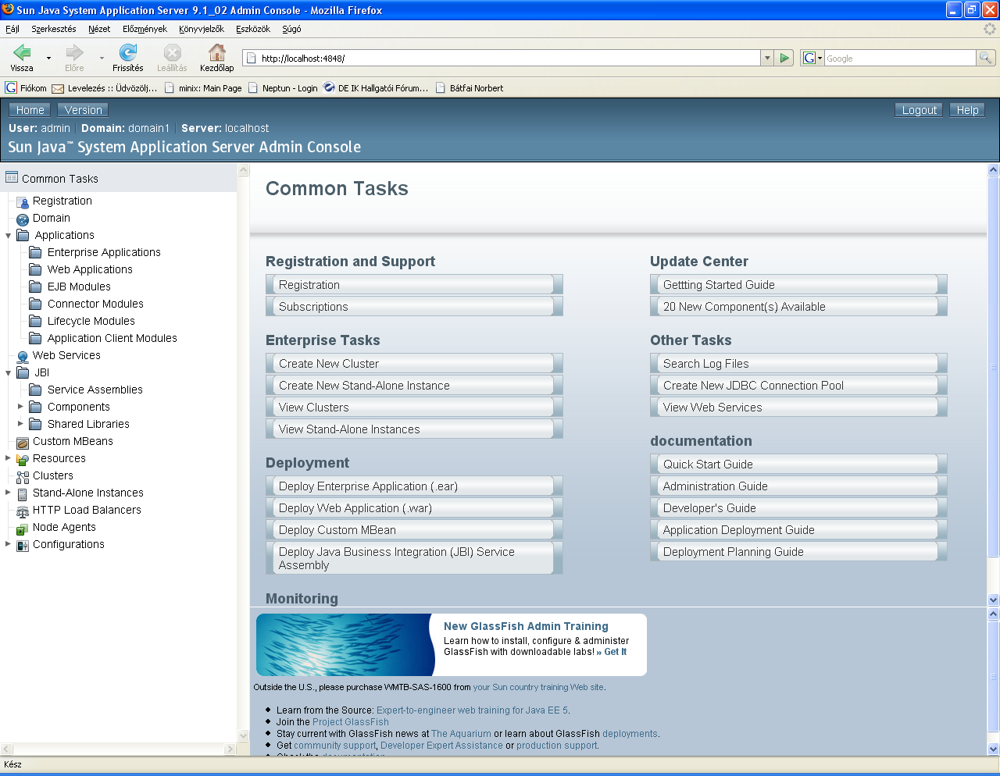 Sun Java System Application Server 9.1_02 Admin Console - Mozilla Firefox
Fájl Szerkesztés Nézet Előzmények Könyvjelzők Eszközök Súgó
Vissza Előre Frissítés Leállítás Kezdőlap http://localhost:4848/ Google
Fiókom Levelezés :: Üdvözölj... minix: Main Page Neptun - Login DE IK Hallgatói Fórum... Bátfai Norbert
Home Version Logout Help
User: admin Domain: domain1 Server: localhost
Sun Java™ System Application Server Admin Console
Common Tasks
Registration
Domain
Applications
Enterprise Applications
Web Applications
EJB Modules
Connector Modules
Lifecycle Modules
Application Client Modules
Web Services
JBI
Service Assemblies
Components
Shared Libraries
Custom MBeans
Resources
Clusters
Stand-Alone Instances
HTTP Load Balancers
Node Agents
Configurations
Common Tasks
Registration and Support
Registration
Subscriptions
Enterprise Tasks
Create New Cluster
Create New Stand-Alone Instance
View Clusters
View Stand-Alone Instances
Deployment
Deploy Enterprise Application (.ear)
Deploy Web Application (.war)
Deploy Custom MBean
Deploy Java Business Integration (JBI) Service
Assembly
Monitoring
Update Center
Gettting Started Guide
20 New Component(s) Available
Other Tasks
Search Log Files
Create New JDBC Connection Pool
View Web Services
documentation
Quick Start Guide
Administration Guide
Developer's Guide
Application Deployment Guide
Deployment Planning Guide
New GlassFish Admin Training
Learn how to install, configure & administer
GlassFish with downloadable labs! » Get It
Outside the U.S., please purchase WMTB-SAS-1600 from your Sun country training Web site.
Learn from the Source: Expert-to-engineer web training for Java EE 5.
Join the Project GlassFish
Stay current with GlassFish news at The Aquarium or learn about GlassFish deployments.
Get community support, Developer Expert Assistance or production support.
Check the documentation
Kész